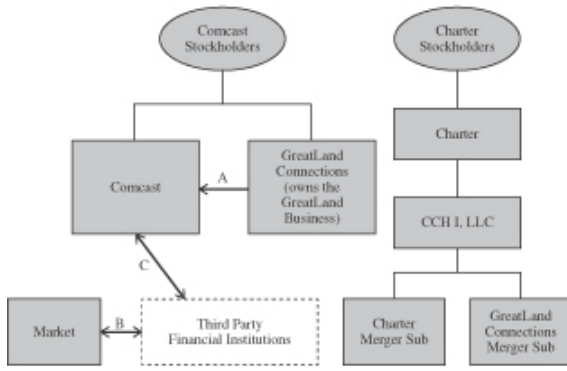 Comcast
Stockholders
Charter
Stockholders
Comcast
A
GreatLand
Connections
(owns the
GreatLand
Business)
Charter
CCH I, LLC
C
Market
B
Third Party
Financial Institutions
Charter
Merger Sub
GreatLand
Connections
Merger Sub